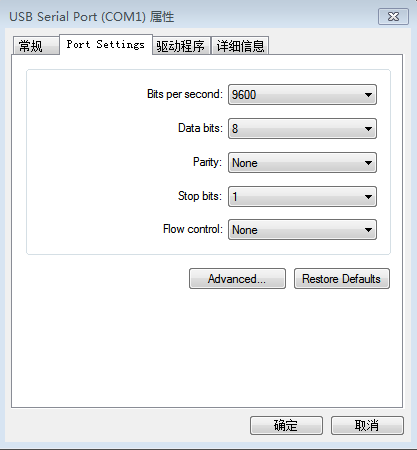 USB Serial Port (COM1) 属性
常规 Port Settings 驱动程序 详细信息
Bits per second: 9600
Data bits: 8
Parity: None
Stop bits: 1
Flow control: None
Advanced... Restore Defaults
确定 取消